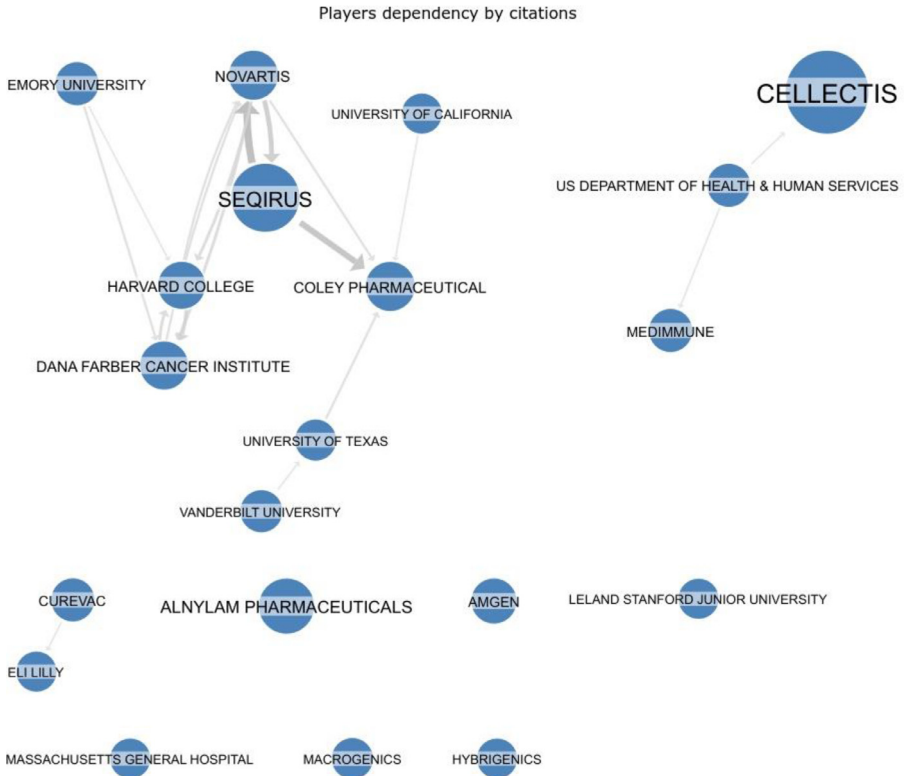 Players dependency by citations
NOVARTIS
EMORY UNIVERSITY
CELLECTIS
UNIVERSITY OF CALIFORNIA
US DEPARTMENT OF HEALTH & HUMAN SERVICES
SEQIRUS
HARVARD COLLEGE
COLEY PHARMACEUTICAL
MEDIMMUNE
DANA FARBER CANCER INSTITUTE
UNIVERSITY OF TEXAS
VANDERBILT UNIVERSITY
CUREVAC
ALNYLAM PHARMACEUTICALS
AMGEN
LELAND STANFORD JUNIOR UNIVERSITY
ELI LILLY
MASSACHUSETTS GENERAL HOSPITAL
MACROGENICS
HYBRIGENICS